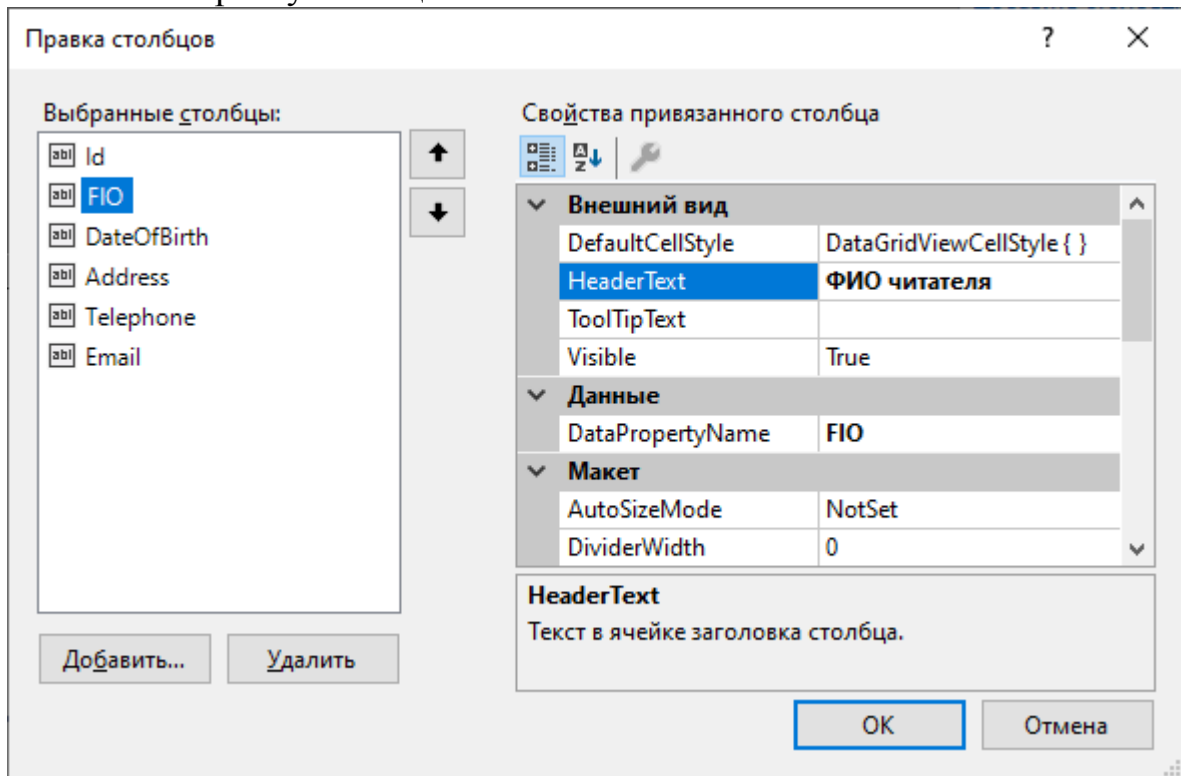 Правка столбцов ?
Выбранные столбцы:
Id
FIO
DateOfBirth
Address
Telephone
Email
Добавить... Удалить
Свойства привязанного столбца
Внешний вид
DefaultCellStyle DataGridViewCellStyle { }
HeaderText ФИО читателя
ToolTipText
Visible True
Данные
DataPropertyName FIO
Макет
AutoSizeMode NotSet
DividerWidth 0
HeaderText
Текст в ячейке заголовка столбца.
OK Отмена